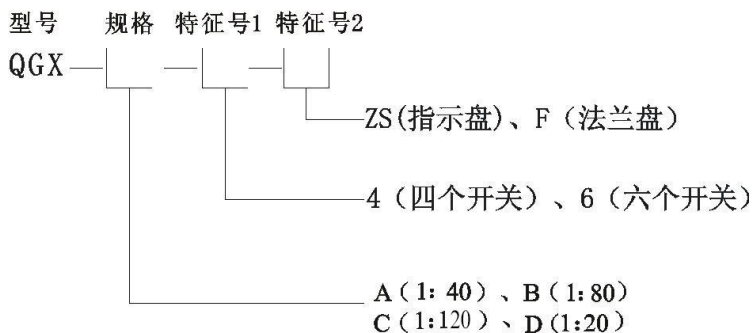 型号 规格 特征号1 特征号2
QGX
ZS(指示盘)、F（法兰盘）
4（四个开关）、6（六个开关）
A（1: 40）、B（1:80）
C（1:120）、D（1:20）